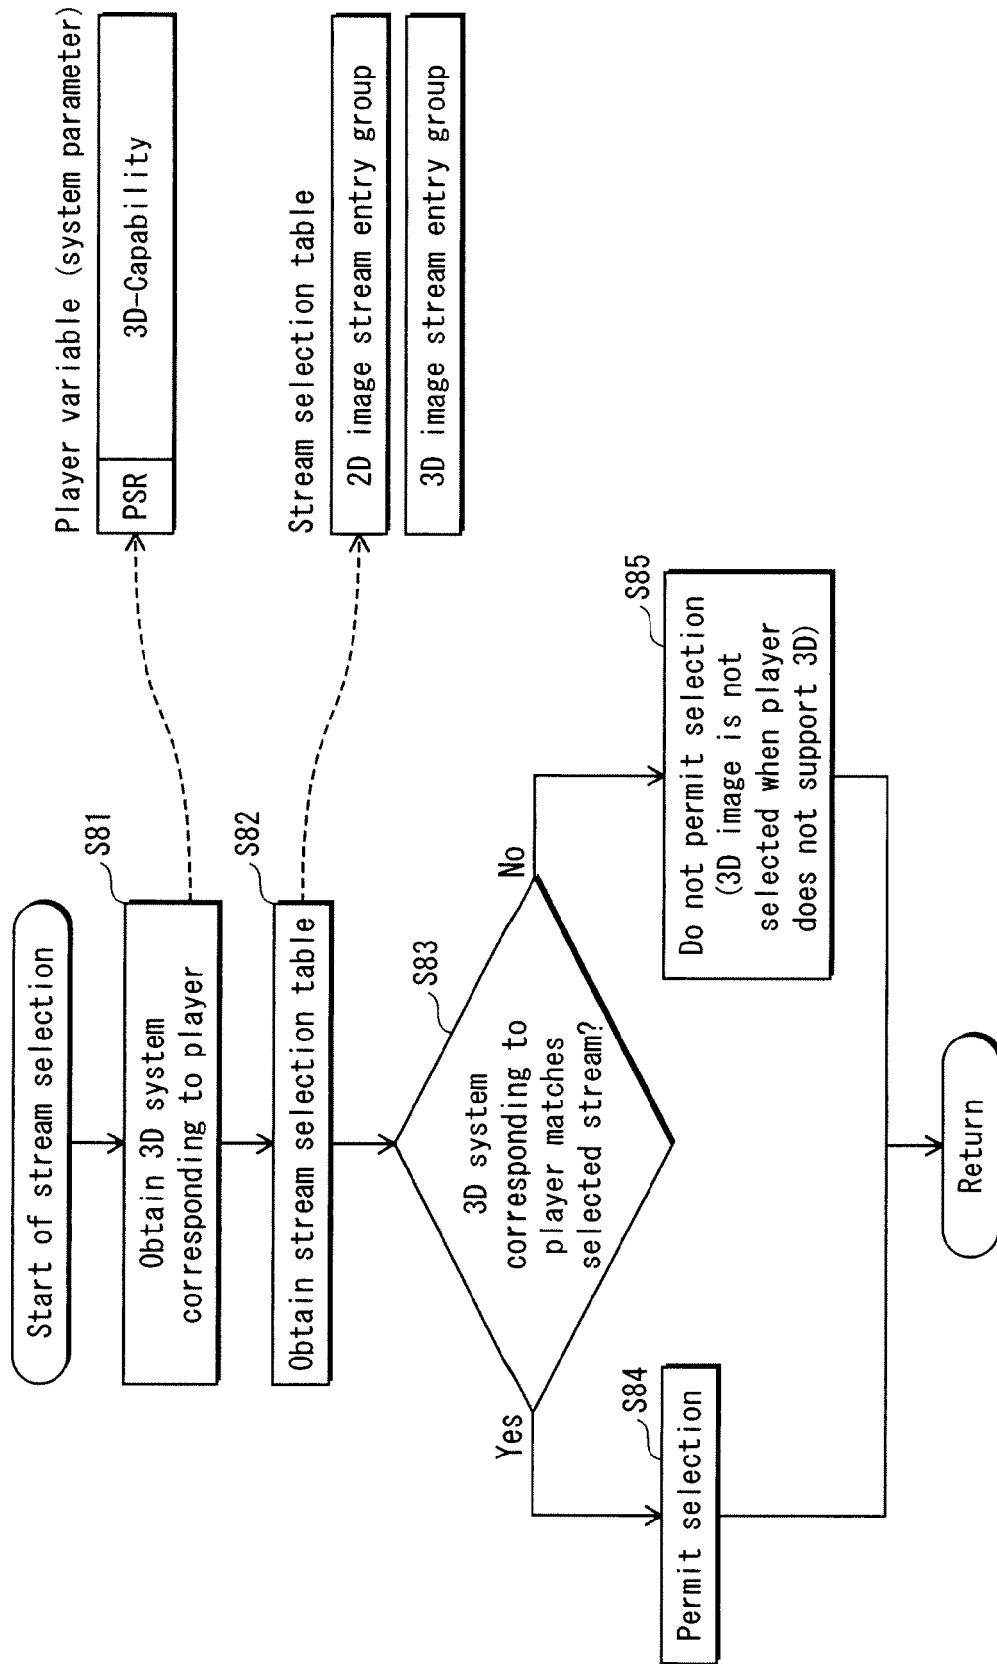 Start of stream selection
S81
Obtain 3D system
corresponding to player
Player variable (system parameter)
PSR
3D-Capability
S82
Obtain stream selection table
Stream selection table
2D image stream entry group
3D image stream entry group
S83
3D system
corresponding to
player matches
selected stream?
Yes
No
S84
Permit selection
S85
Do not permit selection
(3D image is not
selected when player
does not support 3D)
Return